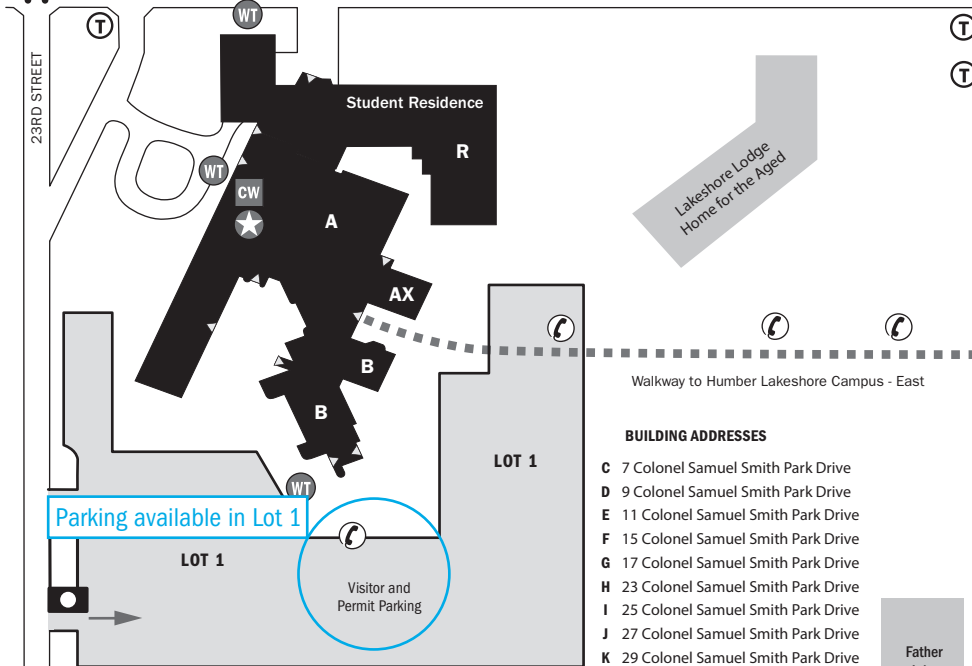 WT
T
T
T
23RD STREET
Student Residence
R
WT
CW
A
Lakeshore Lodge
Home for the Aged
AX
B
Walkway to Humber Lakeshore Campus - East
B
BUILDING ADDRESSES
LOT 1
C 7 Colonel Samuel Smith Park Drive
D 9 Colonel Samuel Smith Park Drive
WT
E 11 Colonel Samuel Smith Park Drive
Parking available in Lot 1
F 15 Colonel Samuel Smith Park Drive
G 17 Colonel Samuel Smith Park Drive
LOT 1
H 23 Colonel Samuel Smith Park Drive
Visitor and
Permit Parking
I 25 Colonel Samuel Smith Park Drive
J 27 Colonel Samuel Smith Park Drive
K 29 Colonel Samuel Smith Park Drive
Father